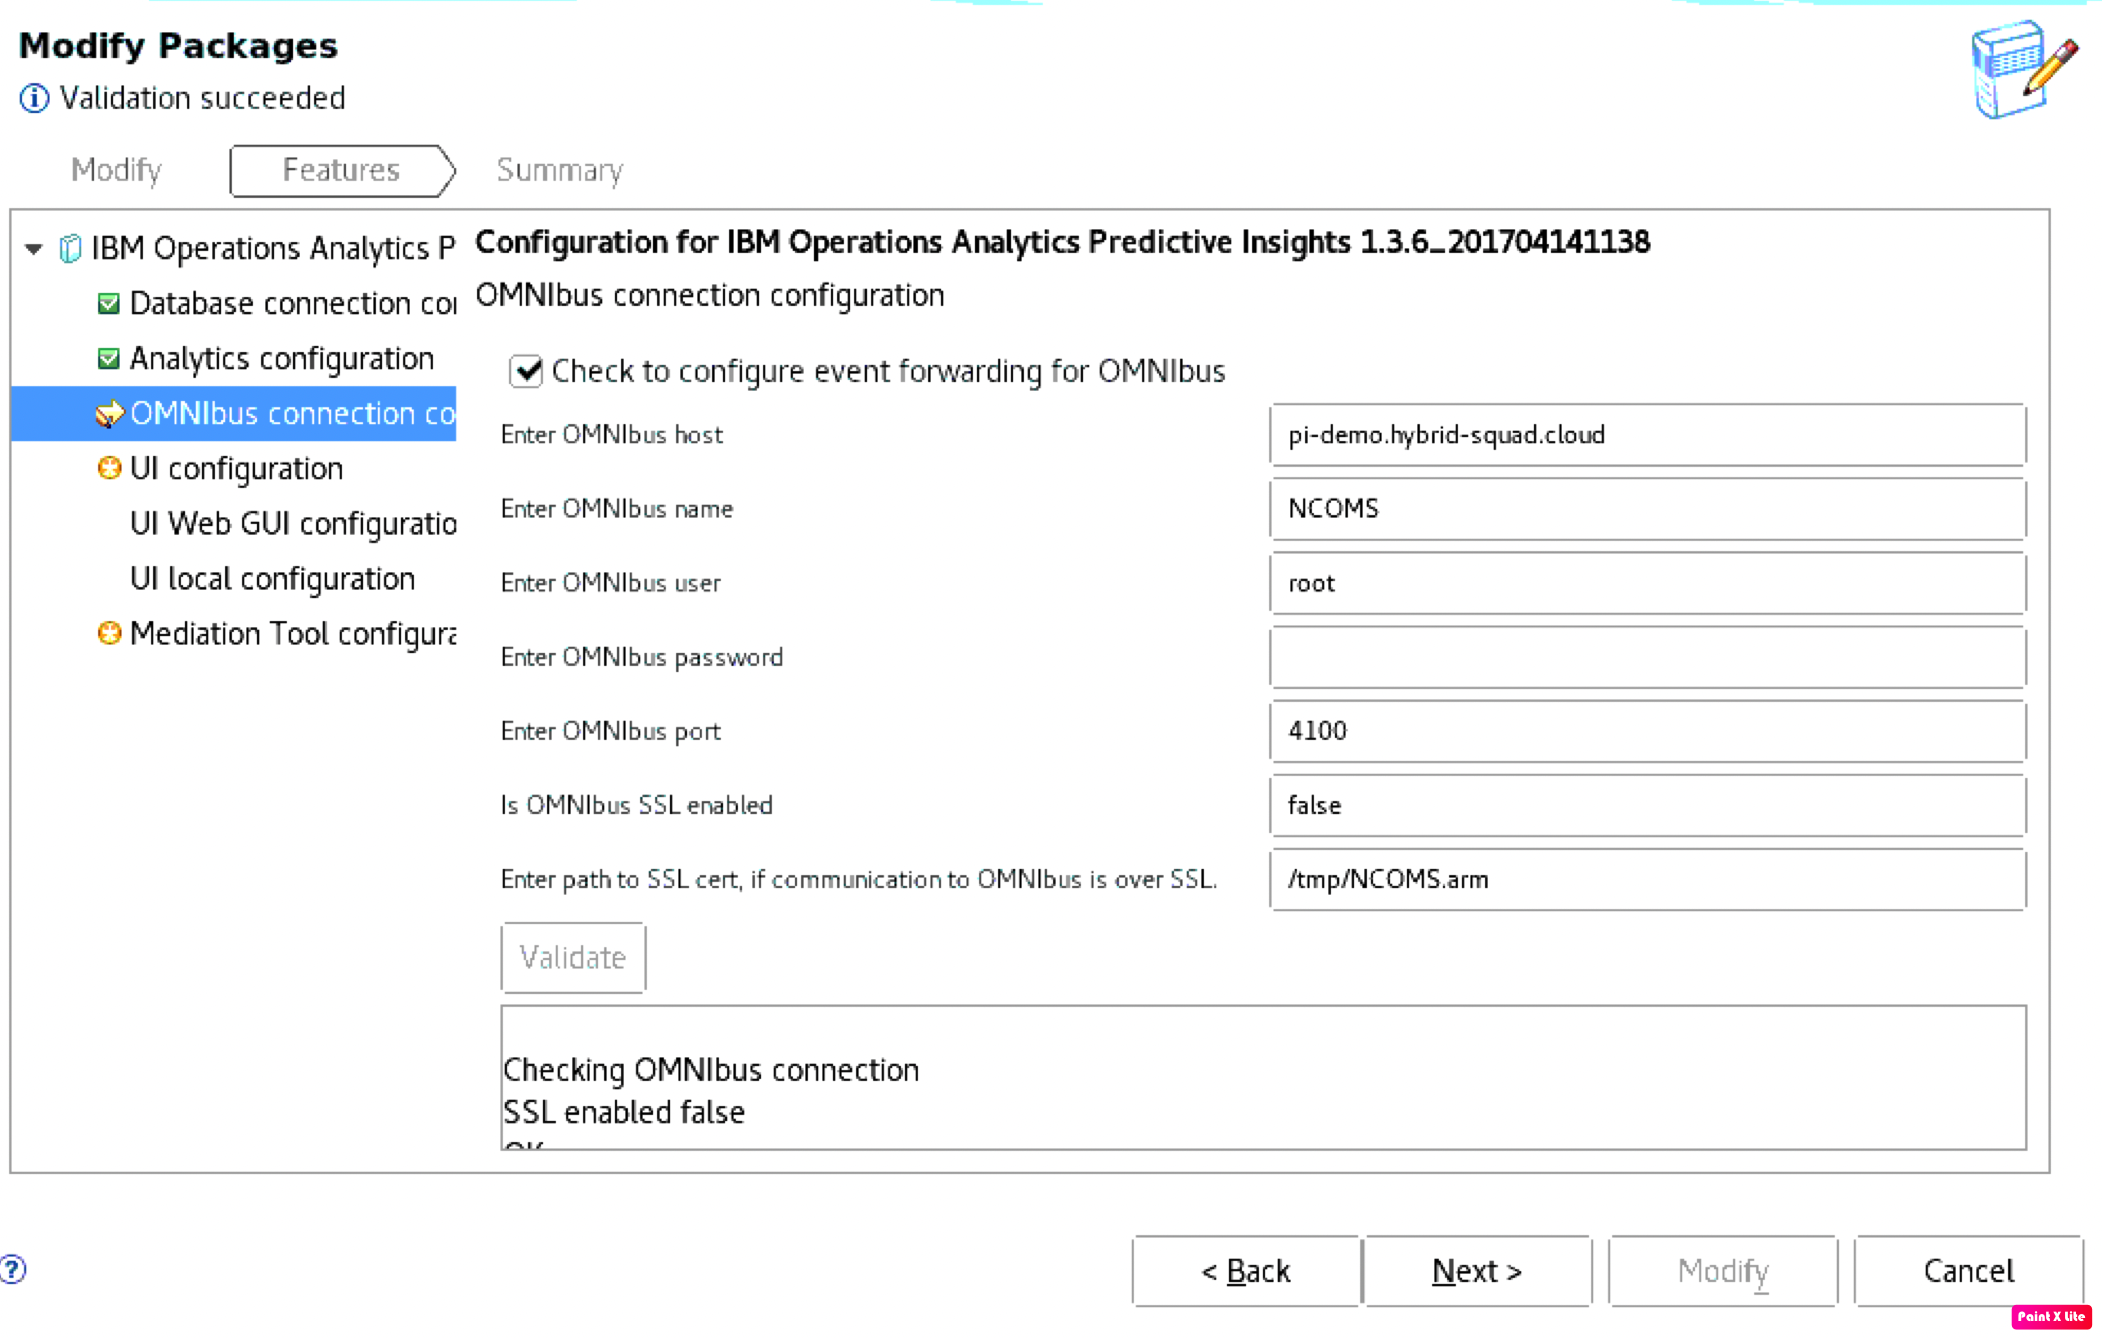 Modify Packages
Validation succeeded
Modify
Features
Summary
IBM Operations Analytics P
Database connection co
Analytics configuration
OMNIbus connection co
UI configuration
UI Web GUI configuratio
UI local configuration
Mediation Tool configura
Configuration for IBM Operations Analytics Predictive Insights 1.3.6_201704141138
OMNIbus connection configuration
Check to configure event forwarding for OMNIbus
Enter OMNIbus host pi-demo.hybrid-squad.cloud
Enter OMNIbus name NCOMS
Enter OMNIbus user root
Enter OMNIbus password
Enter OMNIbus port 4100
Is OMNIbus SSL enabled false
Enter path to SSL cert, if communication to OMNIbus is over SSL. /tmp/NCOMS.arm
Validate
Checking OMNIbus connection
SSL enabled false
OK
< Back
Next >
Modify
Cancel
Paint X Lite